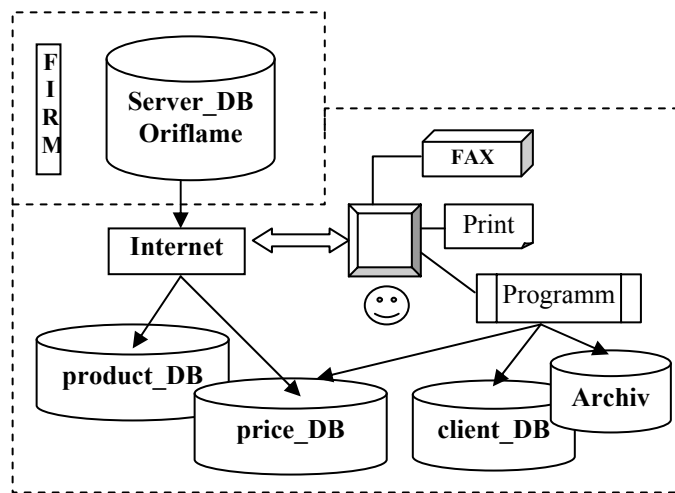 F
I
R
M
Server_DB
Oriflame
FAX
Print
Internet
Programm
product_DB
price_DB
client_DB
Archiv